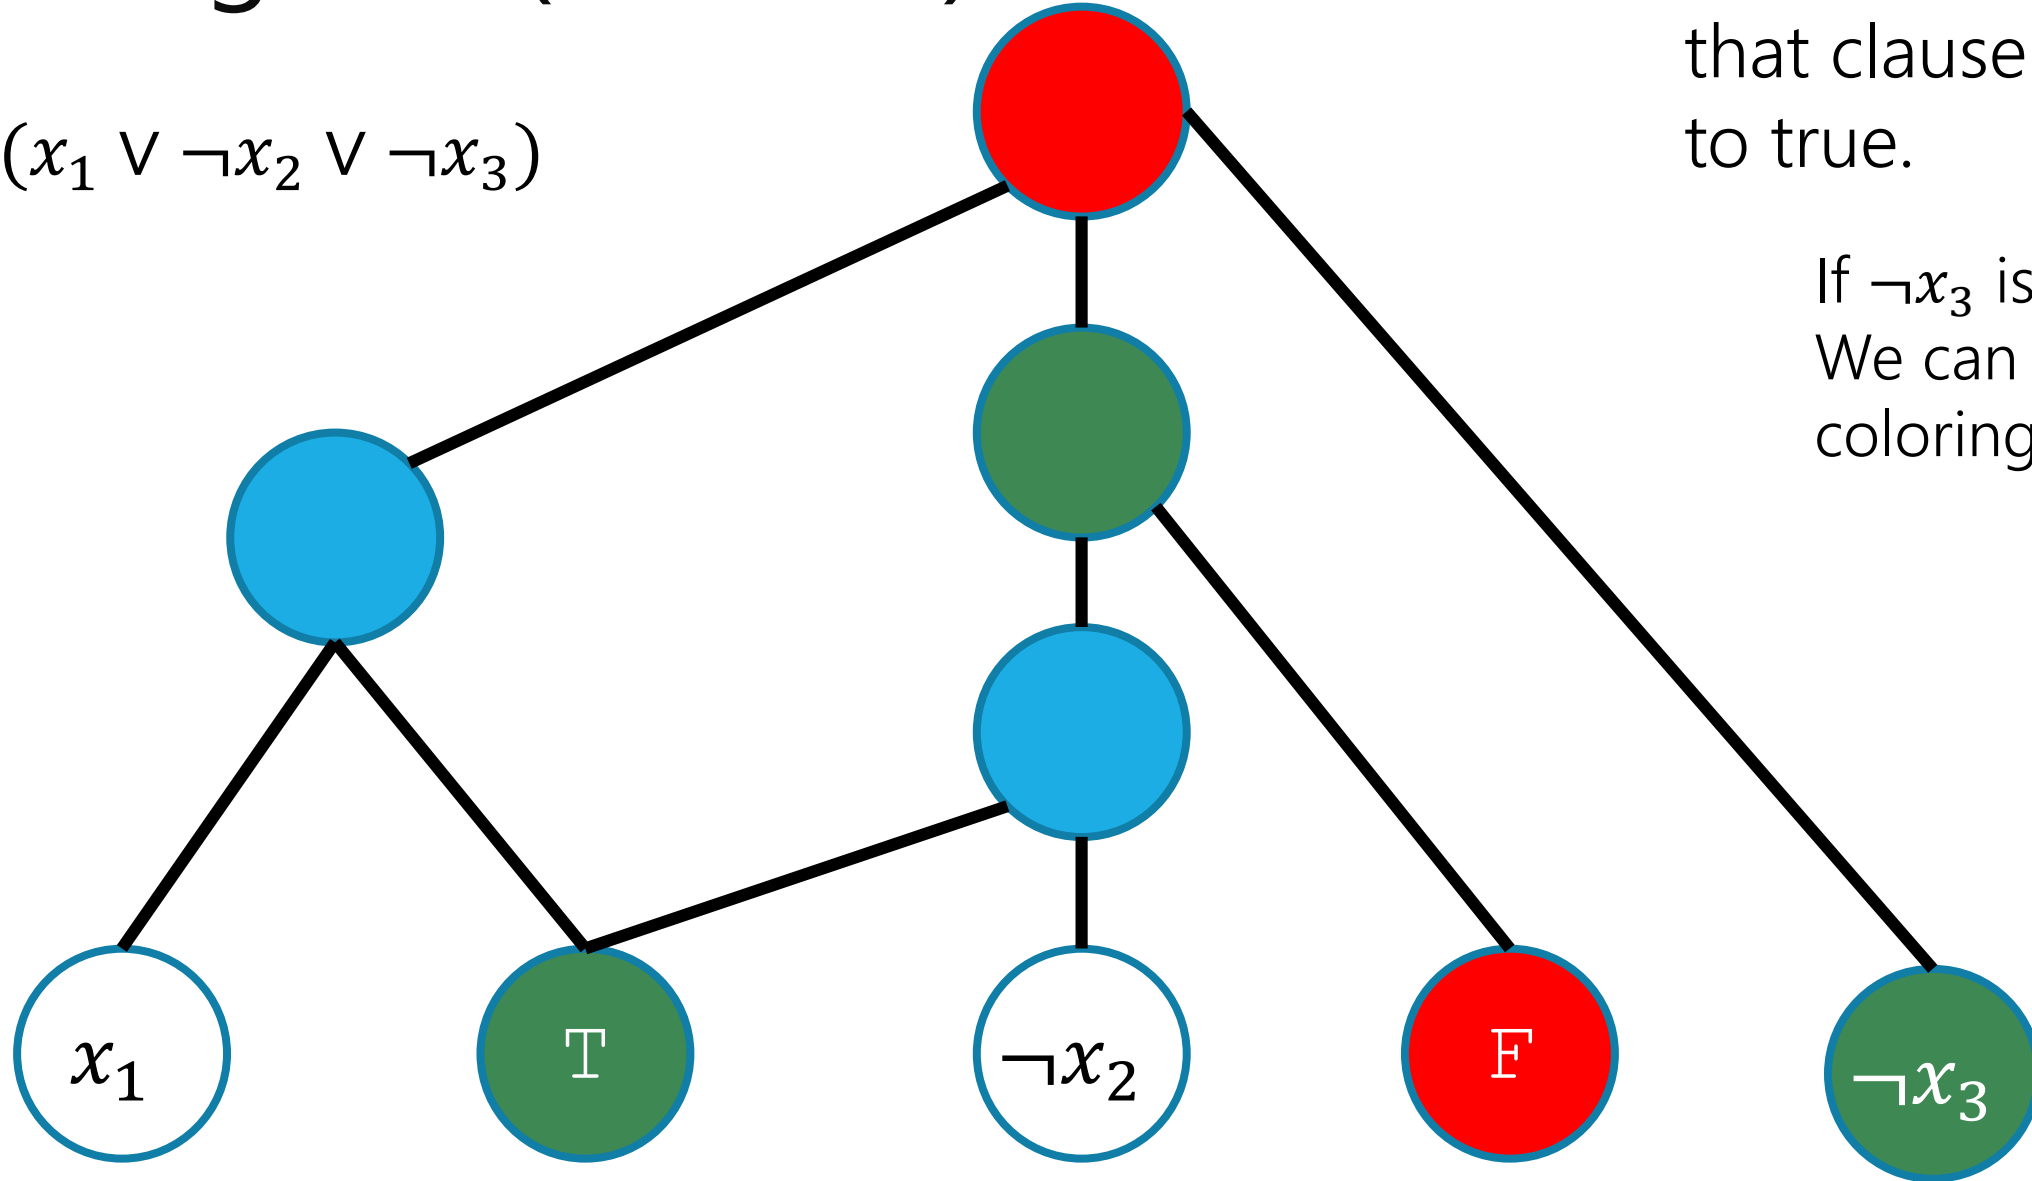 (x₁ ∨ ¬x₂ ∨ ¬x₃)
that clause
to true.
If ¬x₃ is
We can
coloring
x₁
T
¬x₂
F
¬x₃